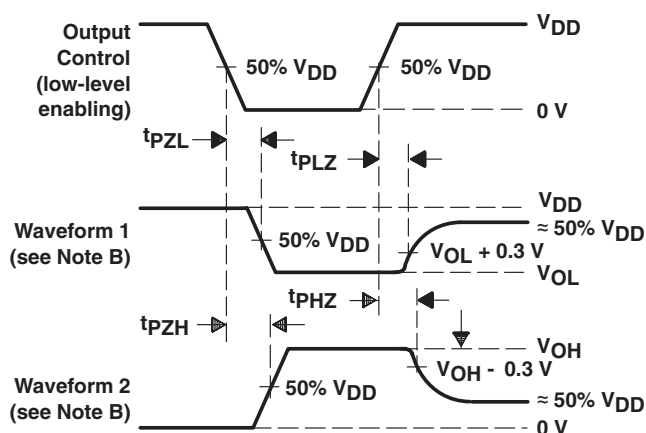 Output
Control
(low-level
enabling)
VDD
50% VDD
50% VDD
0 V
tPZL
tPLZ
Waveform 1
(see Note B)
VDD
≈ 50% VDD
50% VDD
VOL + 0.3 V
VOL
tPHZ
tPZH
Waveform 2
(see Note B)
VOH
VOH - 0.3 V
50% VDD
≈ 50% VDD
0 V